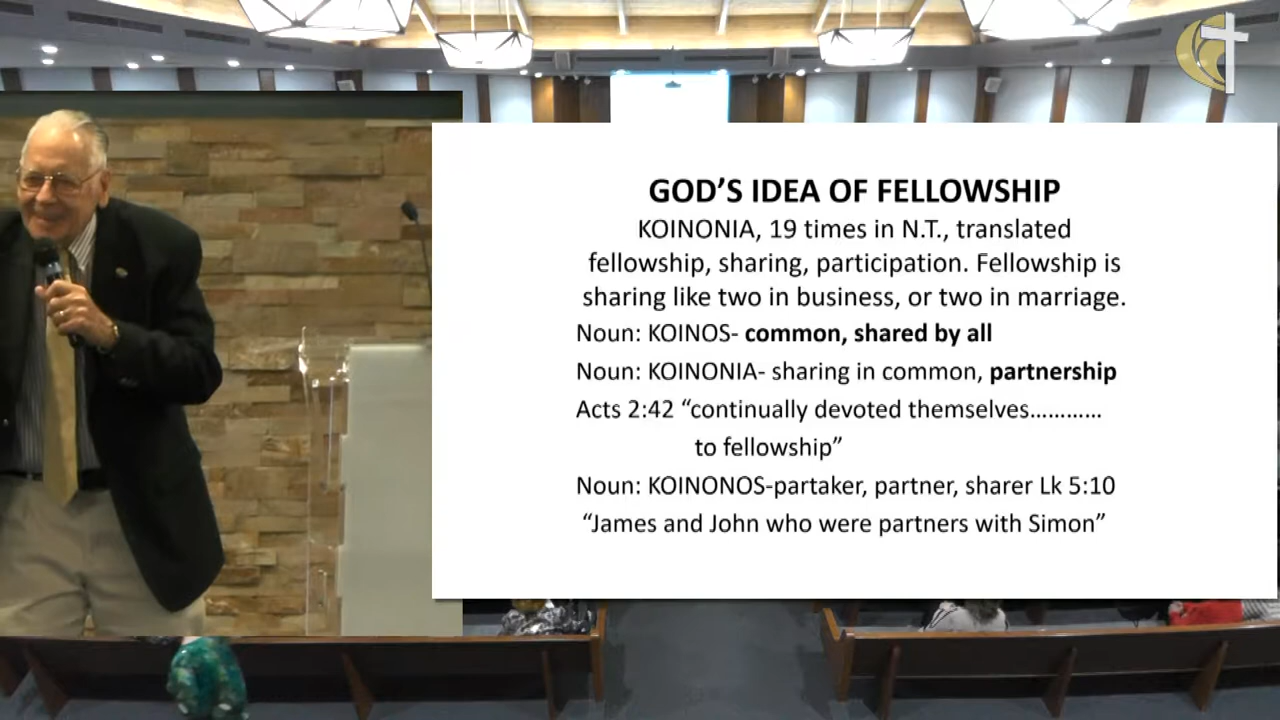 GOD’S IDEA OF FELLOWSHIP
KOINONIA, 19 times in N.T., translated
fellowship, sharing, participation. Fellowship is
sharing like two in business, or two in marriage.
Noun: KOINOS- common, shared by all
Noun: KOINONIA- sharing in common, partnership
Acts 2:42 “continually devoted themselves…………
to fellowship”
Noun: KOINONOS-partaker, partner, sharer Lk 5:10
“James and John who were partners with Simon”